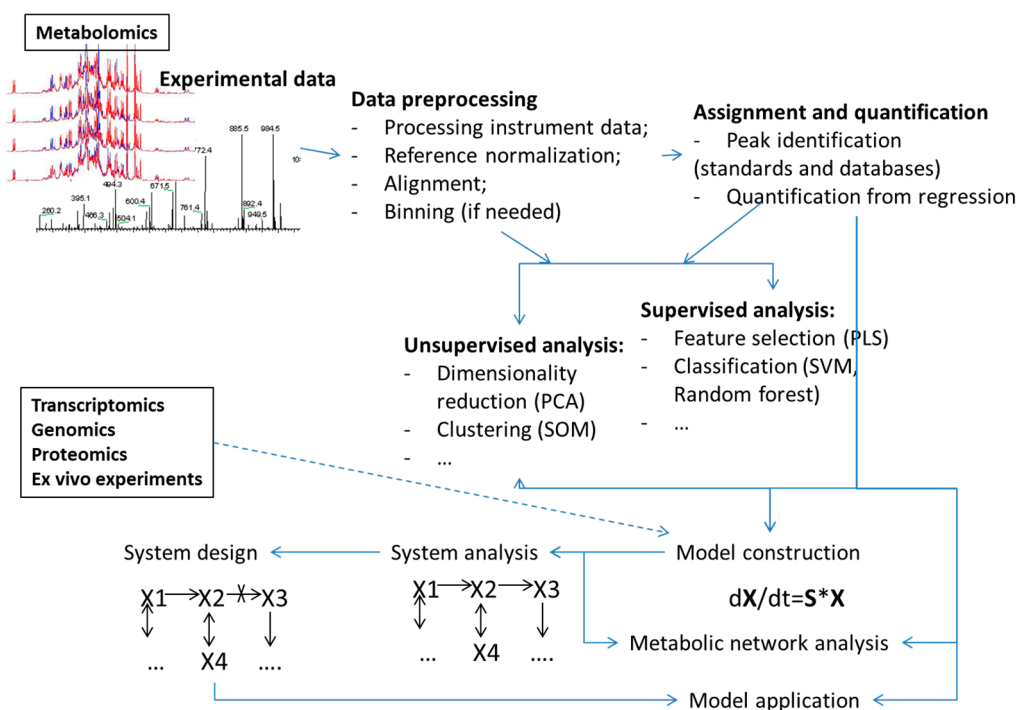 Metabolomics
Experimental data
885.5
984.5
772.4
494.3
671.5
395.1
600.4
892.4
260.2
466.3
504.1
761.4
949.5
Data preprocessing
- Processing instrument data;
- Reference normalization;
- Alignment;
- Binning (if needed)
Assignment and quantification
- Peak identification
(standards and databases)
- Quantification from regression
Supervised analysis:
- Feature selection (PLS)
- Classification (SVM,
Random forest)
- …
Unsupervised analysis:
- Dimensionality
reduction (PCA)
- Clustering (SOM)
- …
Transcriptomics
Genomics
Proteomics
Ex vivo experiments
System design
System analysis
Model construction
X1 X2 X3
… X4 ….
X1 X2 X3
… X4 ….
dX/dt=S*X
Metabolic network analysis
Model application